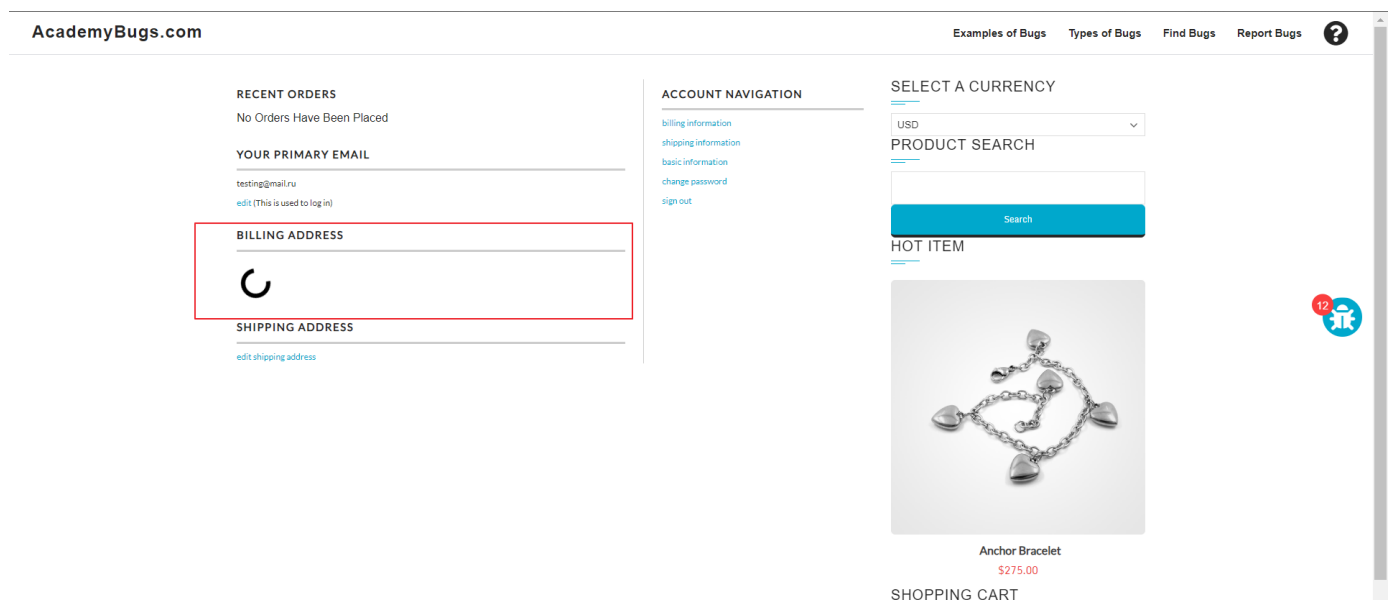 AcademyBugs.com
Examples of Bugs
Types of Bugs
Find Bugs
Report Bugs
?
RECENT ORDERS
No Orders Have Been Placed
YOUR PRIMARY EMAIL
testing@mail.ru
edit (This is used to log in)
BILLING ADDRESS
SHIPPING ADDRESS
edit shipping address
ACCOUNT NAVIGATION
billing information
shipping information
basic information
change password
sign out
SELECT A CURRENCY
USD
PRODUCT SEARCH
Search
HOT ITEM
Anchor Bracelet
$275.00
SHOPPING CART
12